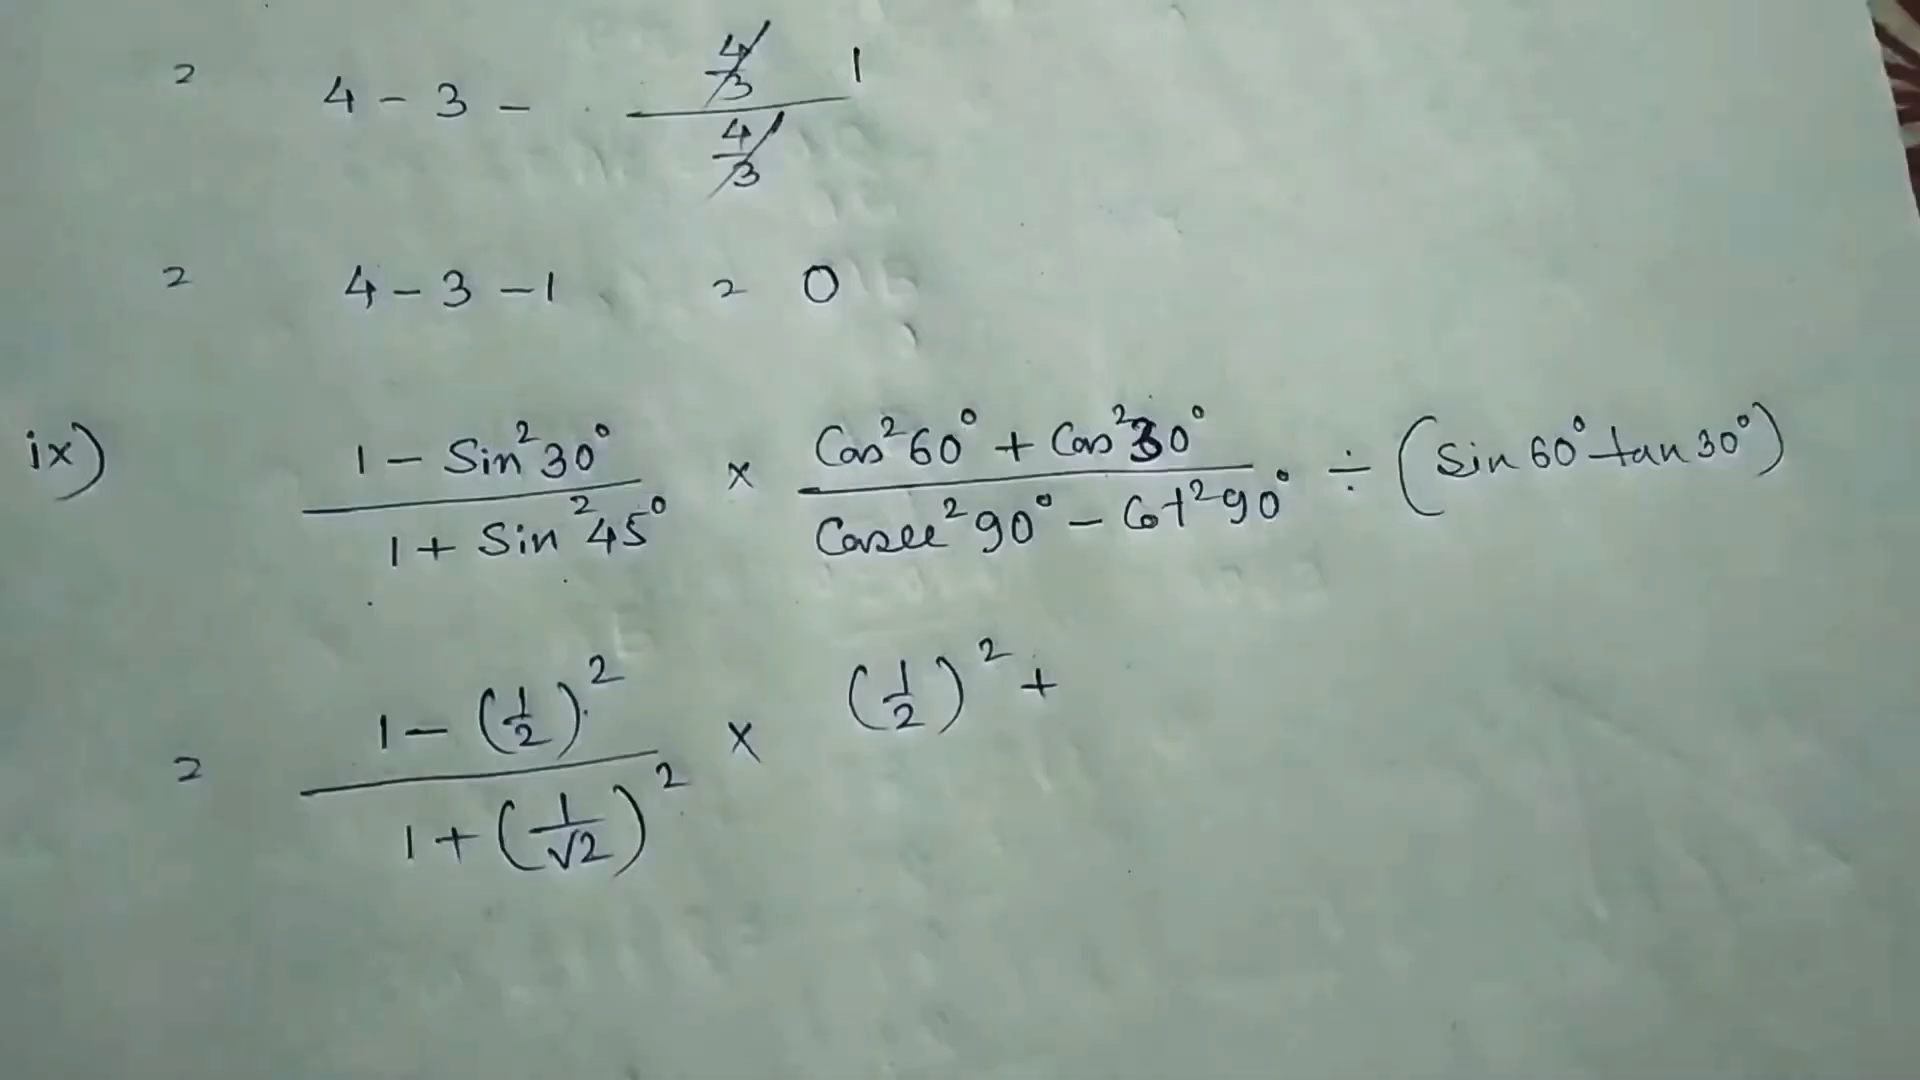 = 4 - 3 - (4/3)/(4/3) 1
= 4 - 3 - 1 = 0
ix) (1 - Sin²30°)/(1 + Sin²45°) × (Cos²60° + Cos²30°)/(Cosec²90° - Cot²90°) ÷ (Sin 60° tan 30°)
= (1 - (1/2)²)/(1 + (1/√2)²) × (1/2)² +